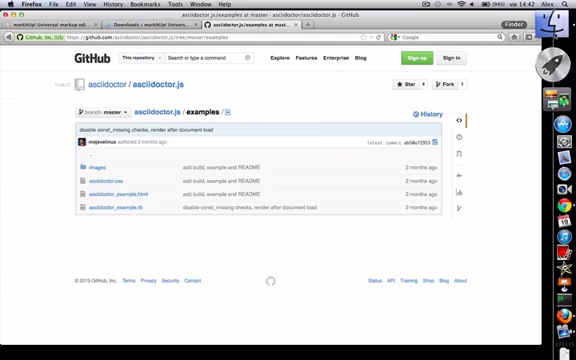 Firefox File Edit View History Bookmarks Tools Window Help
(94%) vin 14:42 Alex
asciidoctor.js/examples at master · asciidoctor/asciidoctor.js · GitHub
markItUp! Universal markup ed...
Downloads :: markItUp! Univers...
asciidoctor.js/examples at m...
Finder
GitHub, Inc. (US) https://github.com/asciidoctor/asciidoctor.js/tree/master/examples
GitHub
This repository
Search or type a command
Explore Features Enterprise Blog
Sign up
Sign in
PUBLIC
asciidoctor / asciidoctor.js
Star 4
Fork 1
branch: master
asciidoctor.js / examples /
History
disable const_missing checks, render after document load
authored 2 months ago
latest commit
..
images add build, example and README 2 months ago
asciidoctor.css add build, example and README 2 months ago
asciidoctor_example.html add build, example and README 2 months ago
asciidoctor_example.rb disable const_missing checks, render after document load 2 months ago
© 2013 GitHub, Inc. Terms Privacy Security Contact
Status API Training Shop Blog About